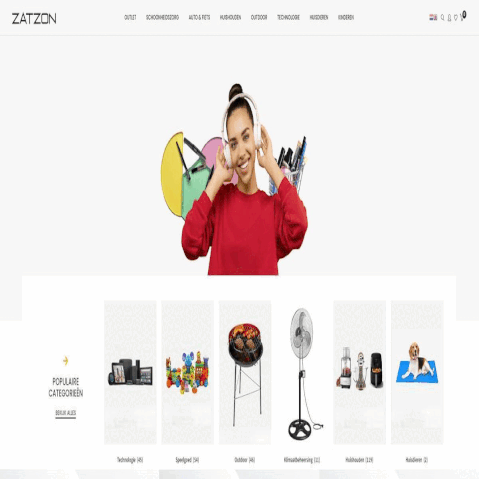 ZATZON
OUTLET SCHOONHEIDSZORG AUTO & FIETS HUISHOUDEN OUTDOOR TECHNOLOGIE HUISDIEREN KINDEREN
0
POPULAIRE
CATEGORIEËN
BEKIJK ALLES
Technologie (45) Speelgoed (54) Outdoor (46) Klimaatbeheersing (12) Huishouden (119) Huisdieren (2)